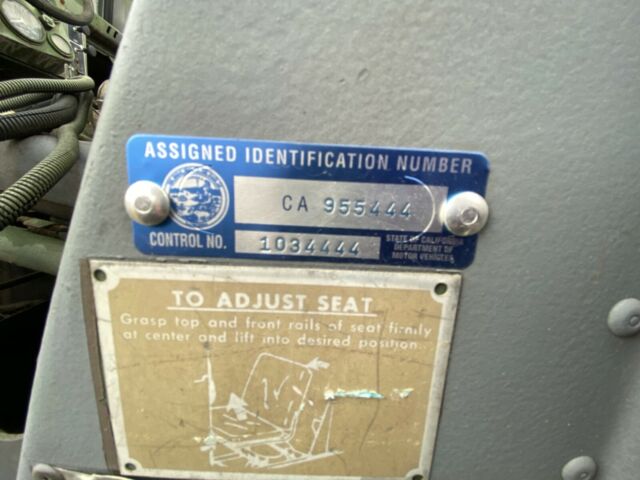 ASSIGNED IDENTIFICATION NUMBER
CA 955444
CONTROL NO. 1034444
STATE OF CALIFORNIA
DEPARTMENT OF
MOTOR VEHICLES
TO ADJUST SEAT
Grasp top and front rails of seat firmly
at center and lift into desired position.